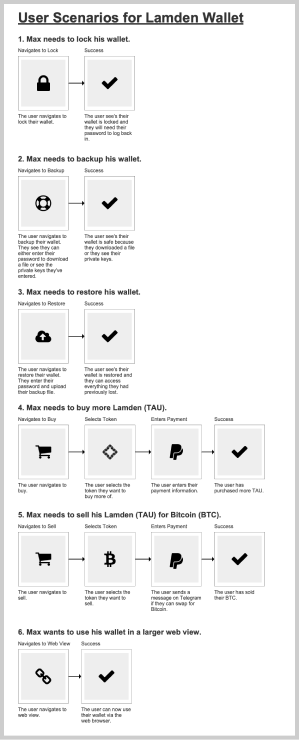 User Scenarios for Lamden Wallet
1. Max needs to lock his wallet.
Navigates to Lock Success
The user navigates to
lock their wallet.
The user see's their
wallet is locked and
they will need their
password to log back
in.
2. Max needs to backup his wallet.
Navigates to Backup Success
The user navigates to
backup their wallet.
They see they can
either enter their
password to download
a file or see the
private keys they've
entered.
The user see's their
wallet is safe because
they downloaded a file
or they see their
private keys.
3. Max needs to restore his wallet.
Navigates to Restore Success
The user navigates to
restore their wallet.
They enter their
password and upload
their backup file.
The user see's their
wallet is restored and
they can access
everything they had
previously lost.
4. Max needs to buy more Lamden (TAU).
Navigates to Buy Selects Token Enters Payment Success
The user navigates to
buy.
The user selects the
token they want to
buy more of.
The user enters their
payment information.
The user has
purchased more TAU.
5. Max needs to sell his Lamden (TAU) for Bitcoin (BTC).
Navigates to Sell Selects Token Enters Payment Success
The user navigates to
sell.
The user selects the
token they want to
sell.
The user sends a
message on Telegram
if they can swap for
Bitcoin.
The user has sold
their BTC.
6. Max wants to use his wallet in a larger web view.
Navigates to Web View Success
The user navigates to
web view.
The user can now use
their wallet via the
web browser.